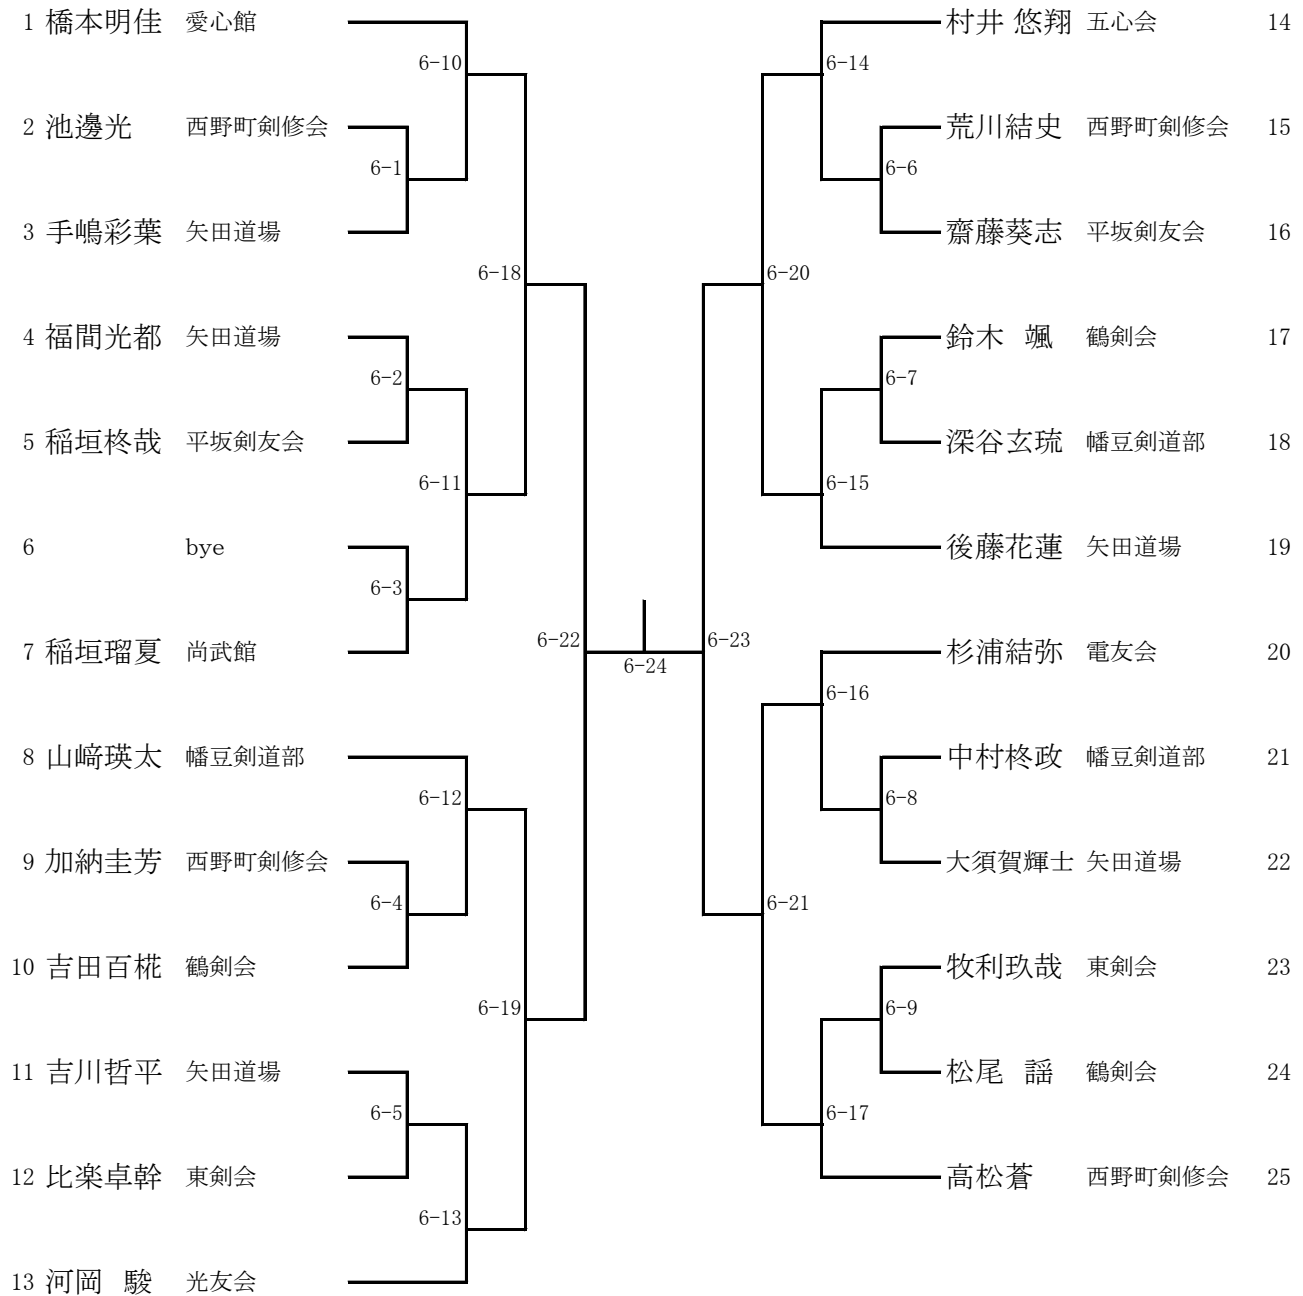 1 橋本明佳 愛心館
6-10
2 池邊光 西野町剣修会
6-1
3 手嶋彩葉 矢田道場
6-18
4 福間光都 矢田道場
6-2
5 稲垣柊哉 平坂剣友会
6-11
6 bye
6-3
7 稲垣瑠夏 尚武館
6-22
8 山﨑瑛太 幡豆剣道部
6-12
9 加納圭芳 西野町剣修会
6-4
10 吉田百椛 鶴剣会
6-19
11 吉川哲平 矢田道場
6-5
12 比楽卓幹 東剣会
6-13
13 河岡 駿 光友会
6-24
村井 悠翔 五心会 14
6-14
荒川結史 西野町剣修会 15
6-6
齋藤葵志 平坂剣友会 16
6-20
鈴木 颯 鶴剣会 17
6-7
深谷玄琉 幡豆剣道部 18
6-15
後藤花蓮 矢田道場 19
6-23
杉浦結弥 電友会 20
6-16
中村柊政 幡豆剣道部 21
6-8
大須賀輝士 矢田道場 22
6-21
牧利玖哉 東剣会 23
6-9
松尾 謡 鶴剣会 24
6-17
高松蒼 西野町剣修会 25